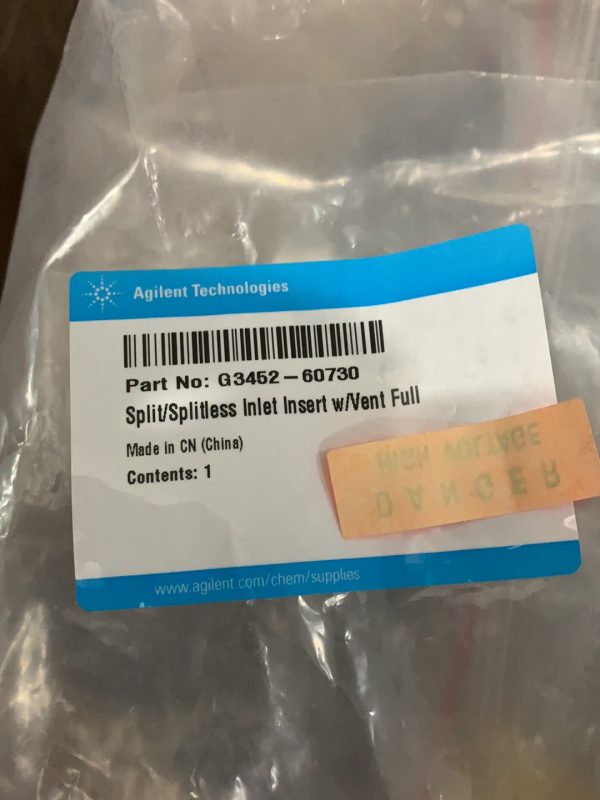 Agilent Technologies
Part No: G3452-60730
Split/Splitless Inlet Insert w/Vent Full
Made in CN (China)
Contents: 1
DANGER
HIGH VOLTAGE
www.agilent.com/chem/supplies